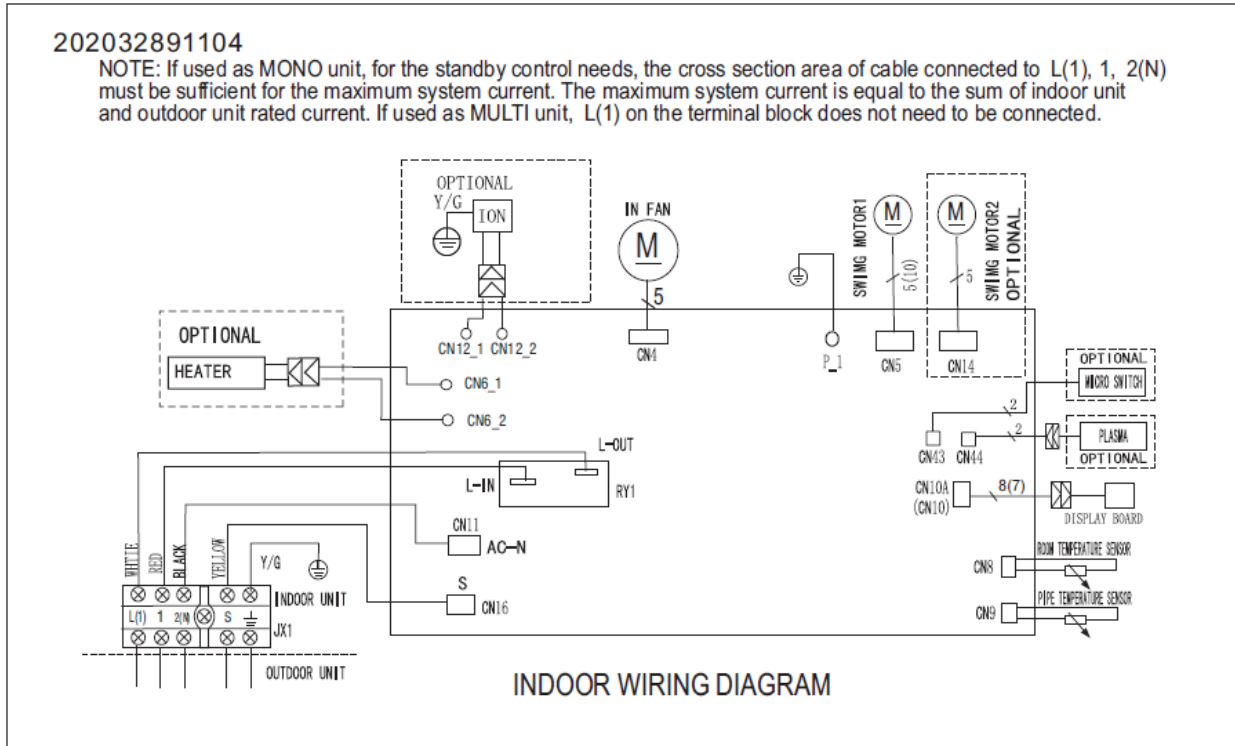 202032891104
NOTE: If used as MONO unit, for the standby control needs, the cross section area of cable connected to L(1), 1, 2(N)
must be sufficient for the maximum system current. The maximum system current is equal to the sum of indoor unit
and outdoor unit rated current. If used as MULTI unit, L(1) on the terminal block does not need to be connected.
OPTIONAL
Y/G
ION
IN FAN
M
5
SWIMG MOTOR1
M
5(10)
M
5
SWIMG MOTOR2
OPTIONAL
CN12_1
CN12_2
CN4
P_1
CN5
CN14
OPTIONAL
HEATER
CN6_1
CN6_2
OPTIONAL
MICRO SWITCH
2
2
PLASMA
OPTIONAL
CN43
CN44
L-OUT
L-IN
RY1
CN10A
(CN10)
8(7)
DISPLAY BOARD
CN11
AC-N
WHTIE
RED
BLACK
YELLOW
Y/G
ROOM TEMPERATURE SENSOR
CN8
S
CN16
PIPE TEMPERATURE SENSOR
CN9
INDOOR UNIT
L(1)
1
2(N)
S
JX1
OUTDOOR UNIT
INDOOR WIRING DIAGRAM